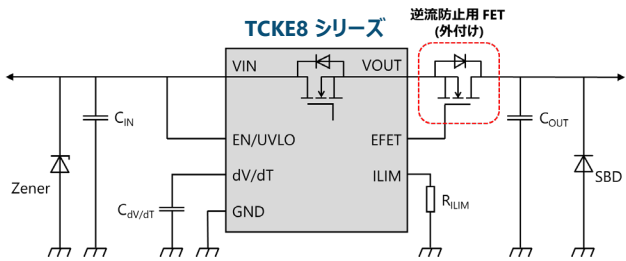 逆流防止用 FET
(外付け)
TCKE8 シリーズ
VIN
VOUT
CIN
EN/UVLO
EFET
COUT
Zener
dV/dT
ILIM
SBD
CdV/dT
GND
RILIM